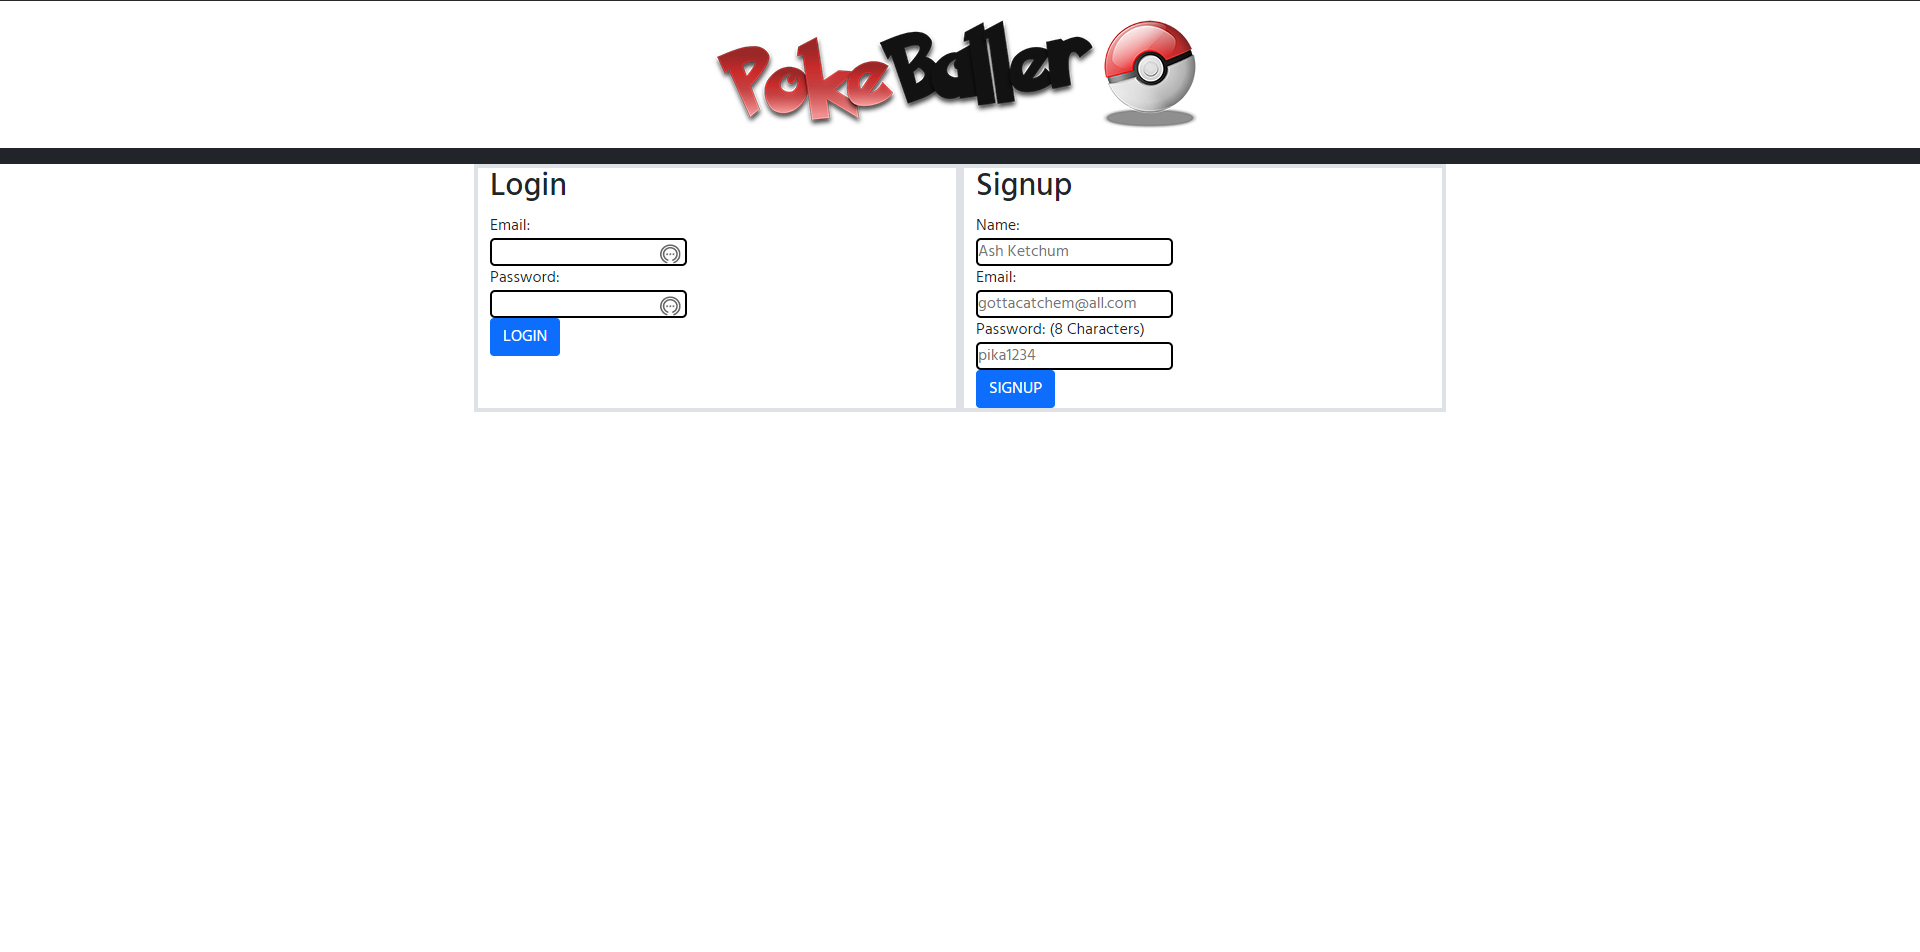 PokeBaller
Login
Email:
Password:
LOGIN
Signup
Name:
Ash Ketchum
Email:
gottacatchem@all.com
Password: (8 Characters)
pika1234
SIGNUP